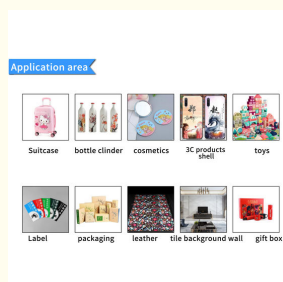 Application area
Suitcase
bottle clinder
cosmetics
3C products
shell
toys
Label
packaging
leather
tile background wall
gift box